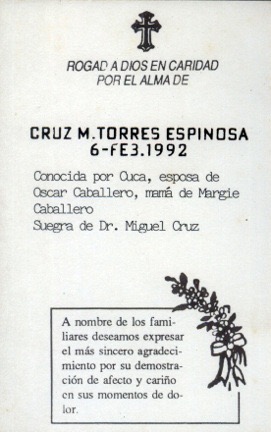 ROGAD A DIOS EN CARIDAD
POR EL ALMA DE
CRUZ M. TORRES ESPINOSA
6-FE3.1992
Conocida por Cuca, esposa de
Oscar Caballero, mamá de Margie
Caballero
Suegra de Dr. Miguel Cruz
A nombre de los fami-
liares deseamos expresar
el más sincero agradeci-
miento por su demostra-
ción de afecto y cariño
en sus momentos de do-
lor.